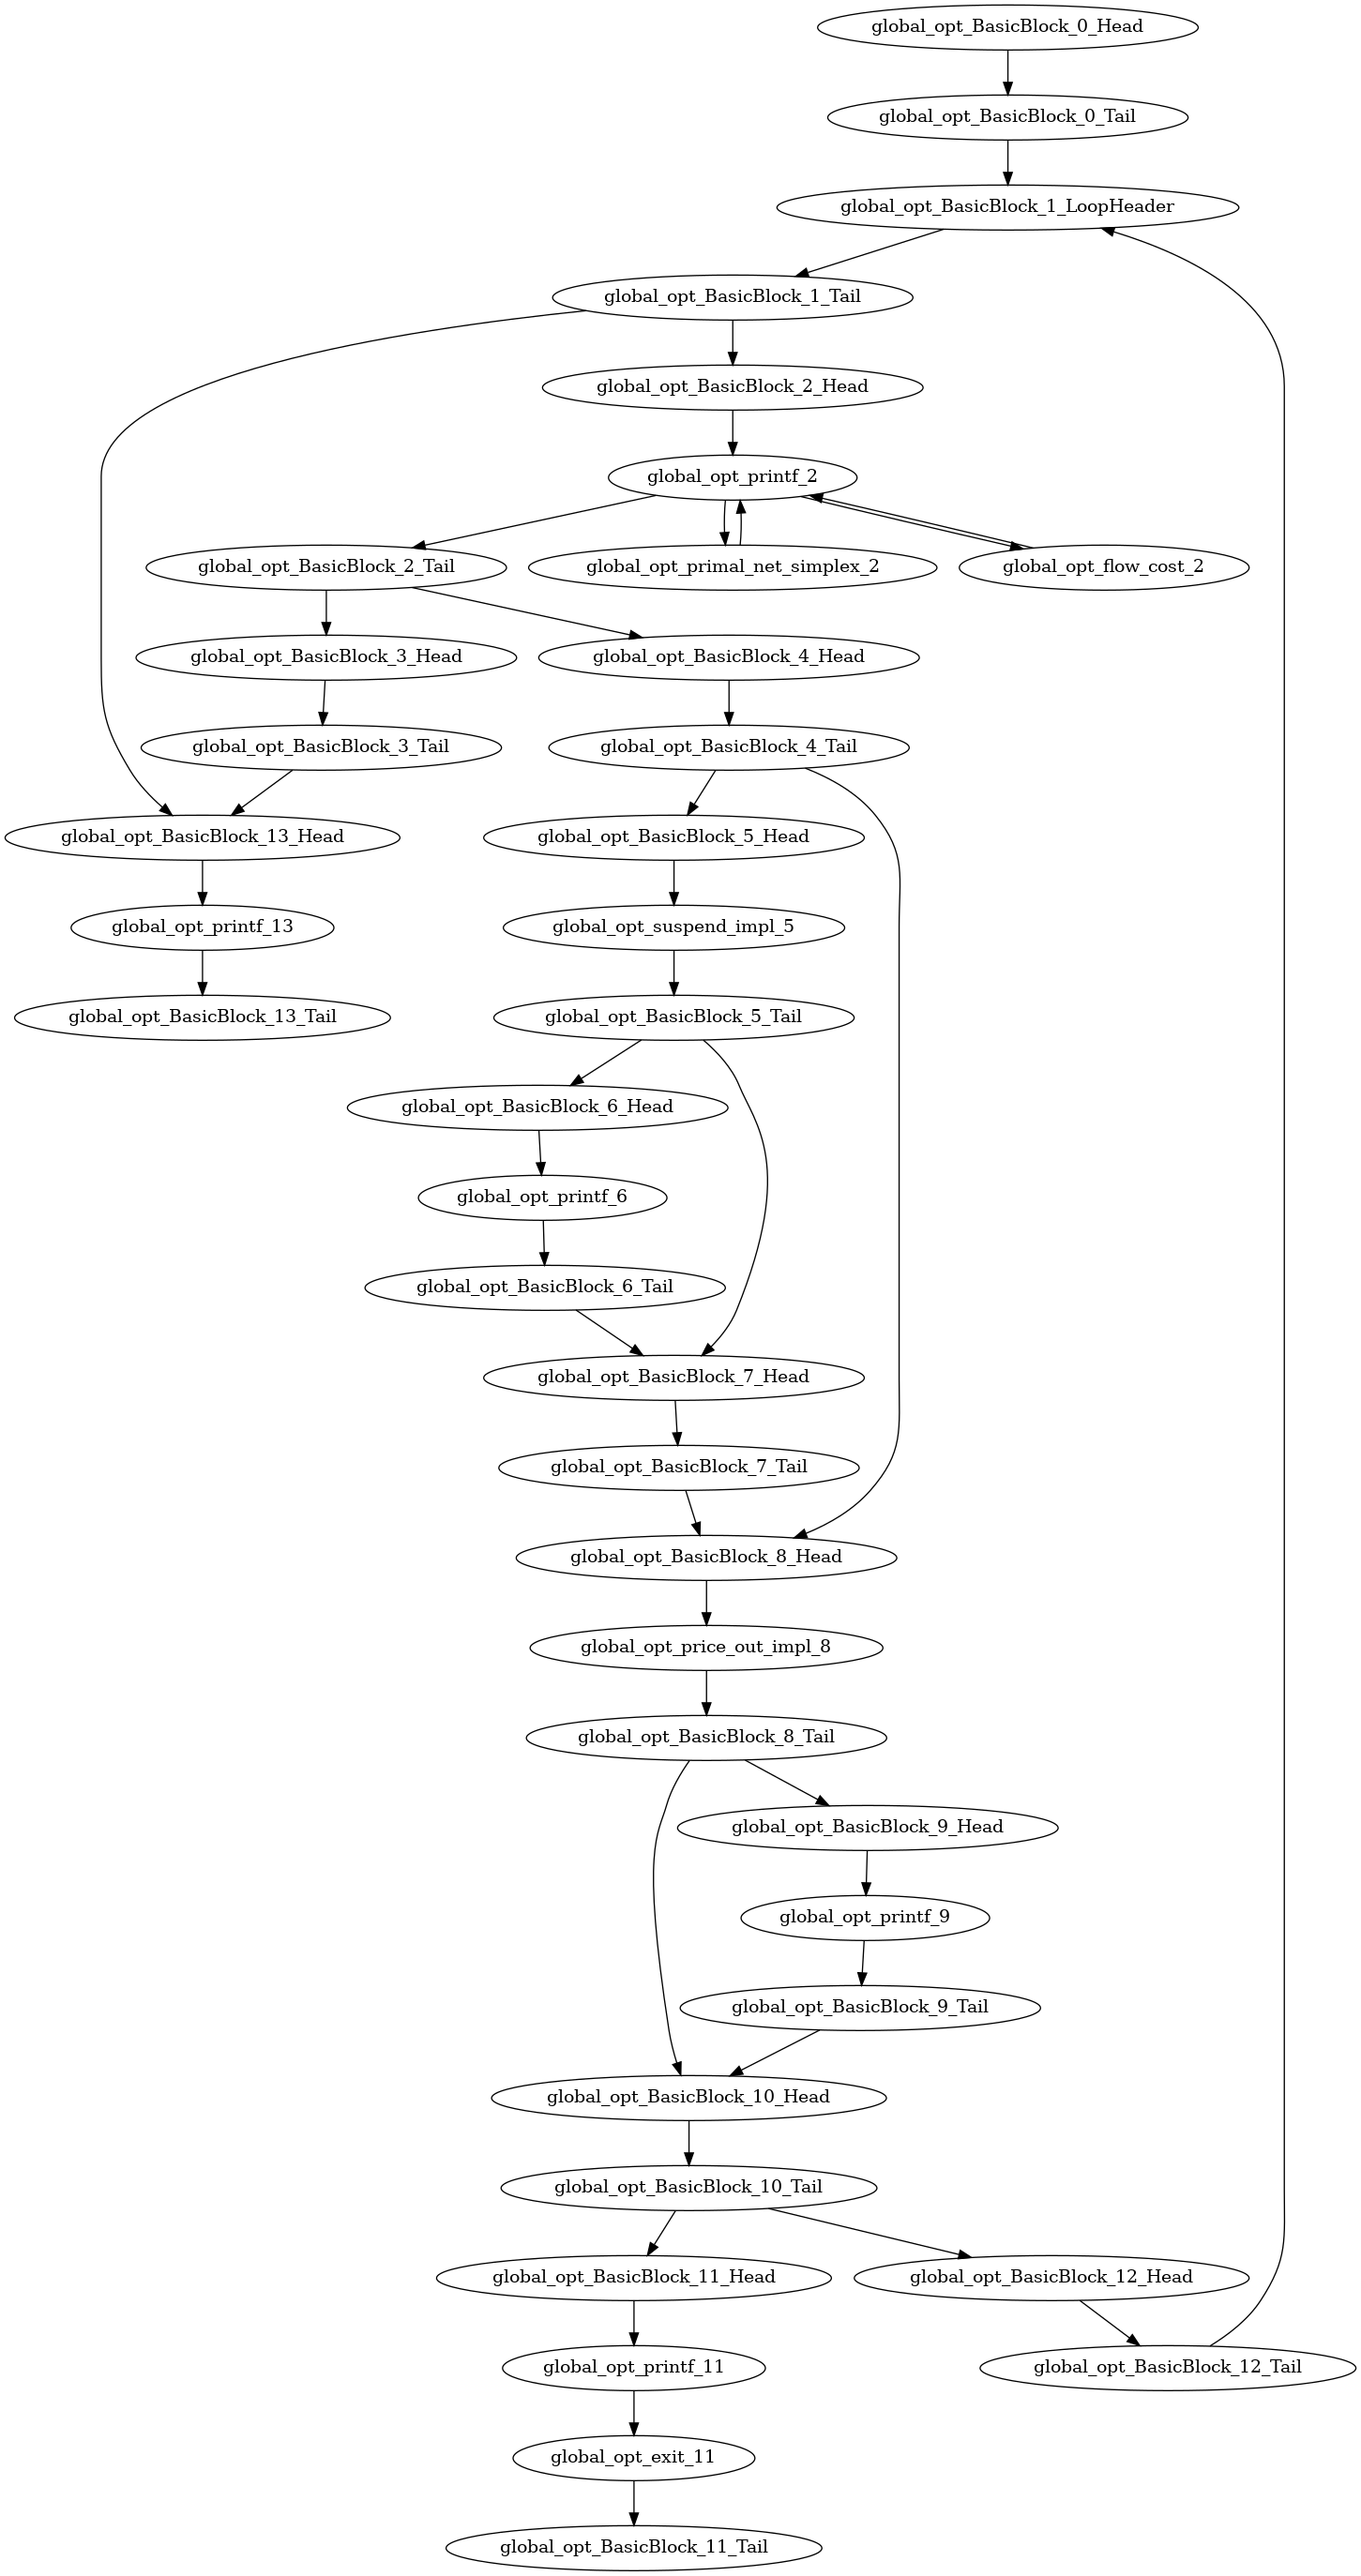 global_opt_BasicBlock_0_Head
global_opt_BasicBlock_0_Tail
global_opt_BasicBlock_1_LoopHeader
global_opt_BasicBlock_1_Tail
global_opt_BasicBlock_2_Head
global_opt_printf_2
global_opt_BasicBlock_2_Tail
global_opt_primal_net_simplex_2
global_opt_flow_cost_2
global_opt_BasicBlock_3_Head
global_opt_BasicBlock_4_Head
global_opt_BasicBlock_3_Tail
global_opt_BasicBlock_4_Tail
global_opt_BasicBlock_13_Head
global_opt_BasicBlock_5_Head
global_opt_printf_13
global_opt_suspend_impl_5
global_opt_BasicBlock_13_Tail
global_opt_BasicBlock_5_Tail
global_opt_BasicBlock_6_Head
global_opt_printf_6
global_opt_BasicBlock_6_Tail
global_opt_BasicBlock_7_Head
global_opt_BasicBlock_7_Tail
global_opt_BasicBlock_8_Head
global_opt_price_out_impl_8
global_opt_BasicBlock_8_Tail
global_opt_BasicBlock_9_Head
global_opt_printf_9
global_opt_BasicBlock_9_Tail
global_opt_BasicBlock_10_Head
global_opt_BasicBlock_10_Tail
global_opt_BasicBlock_11_Head
global_opt_BasicBlock_12_Head
global_opt_printf_11
global_opt_BasicBlock_12_Tail
global_opt_exit_11
global_opt_BasicBlock_11_Tail